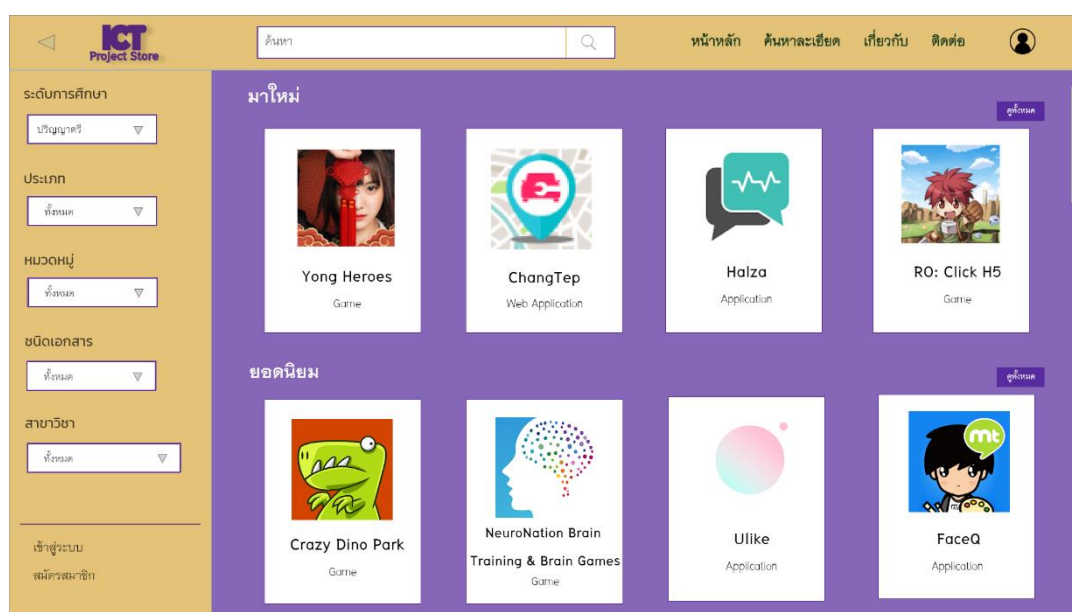 ICT
Project Store
ค้นหา
หน้าหลัก ค้นหาละเอียด เกี่ยวกับ ติดต่อ
ระดับการศึกษา
ปริญญาตรี
ประเภท
ทั้งหมด
หมวดหมู่
ทั้งหมด
ชนิดเอกสาร
ทั้งหมด
สาขาวิชา
ทั้งหมด
เข้าสู่ระบบ
สมัครสมาชิก
มาใหม่
ดูทั้งหมด
Yong Heroes
Game
ChangTep
Web Application
Halza
Application
RO: Click H5
Game
ยอดนิยม
ดูทั้งหมด
Crazy Dino Park
Game
NeuroNation Brain
Training & Brain Games
Game
Ulike
Application
mt
FaceQ
Application